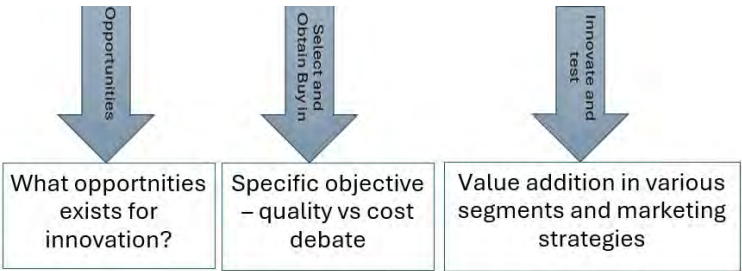 Opportunities
Select and
Obtain Buy in
Innovate and
test
What opportnities
exists for
innovation?
Specific objective
– quality vs cost
debate
Value addition in various
segments and marketing
strategies